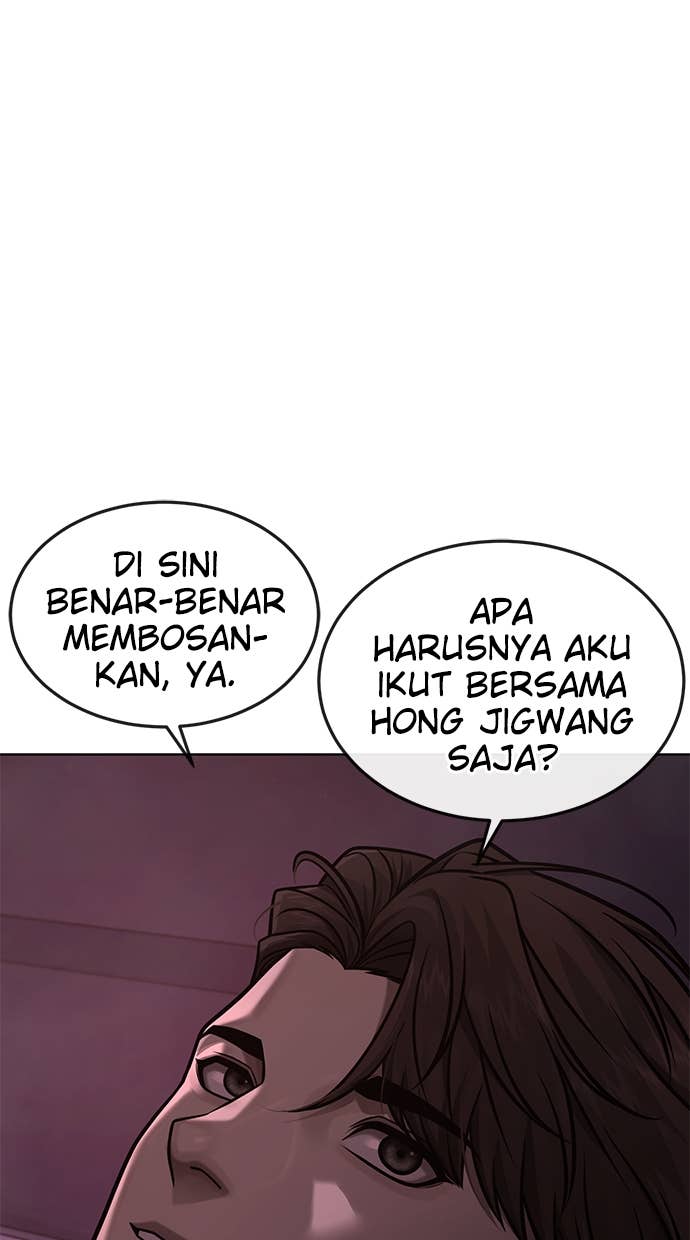 DI SINI
BENAR-BENAR
MEMBOSAN-
KAN, YA.
APA
HARUSNYA AKU
IKUT BERSAMA
HONG JIGWANG
SAJA?